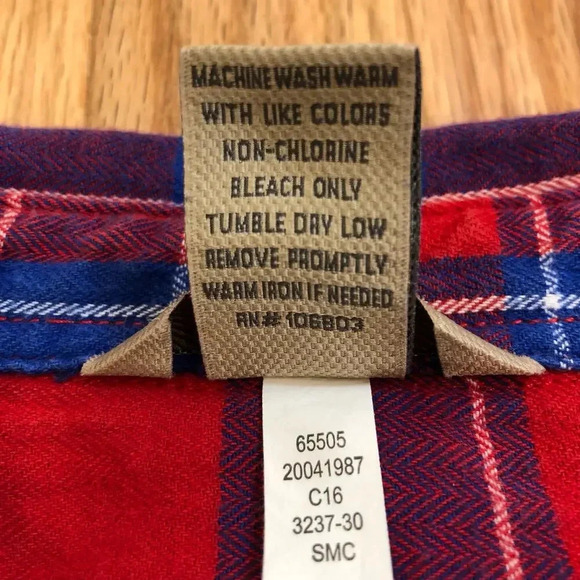 MACHINE WASH WARM
WITH LIKE COLORS
NON-CHLORINE
BLEACH ONLY
TUMBLE DRY LOW
REMOVE PROMPTLY
WARM IRON IF NEEDED
RN# 106803
65505
20041987
C16
3237-30
SMC